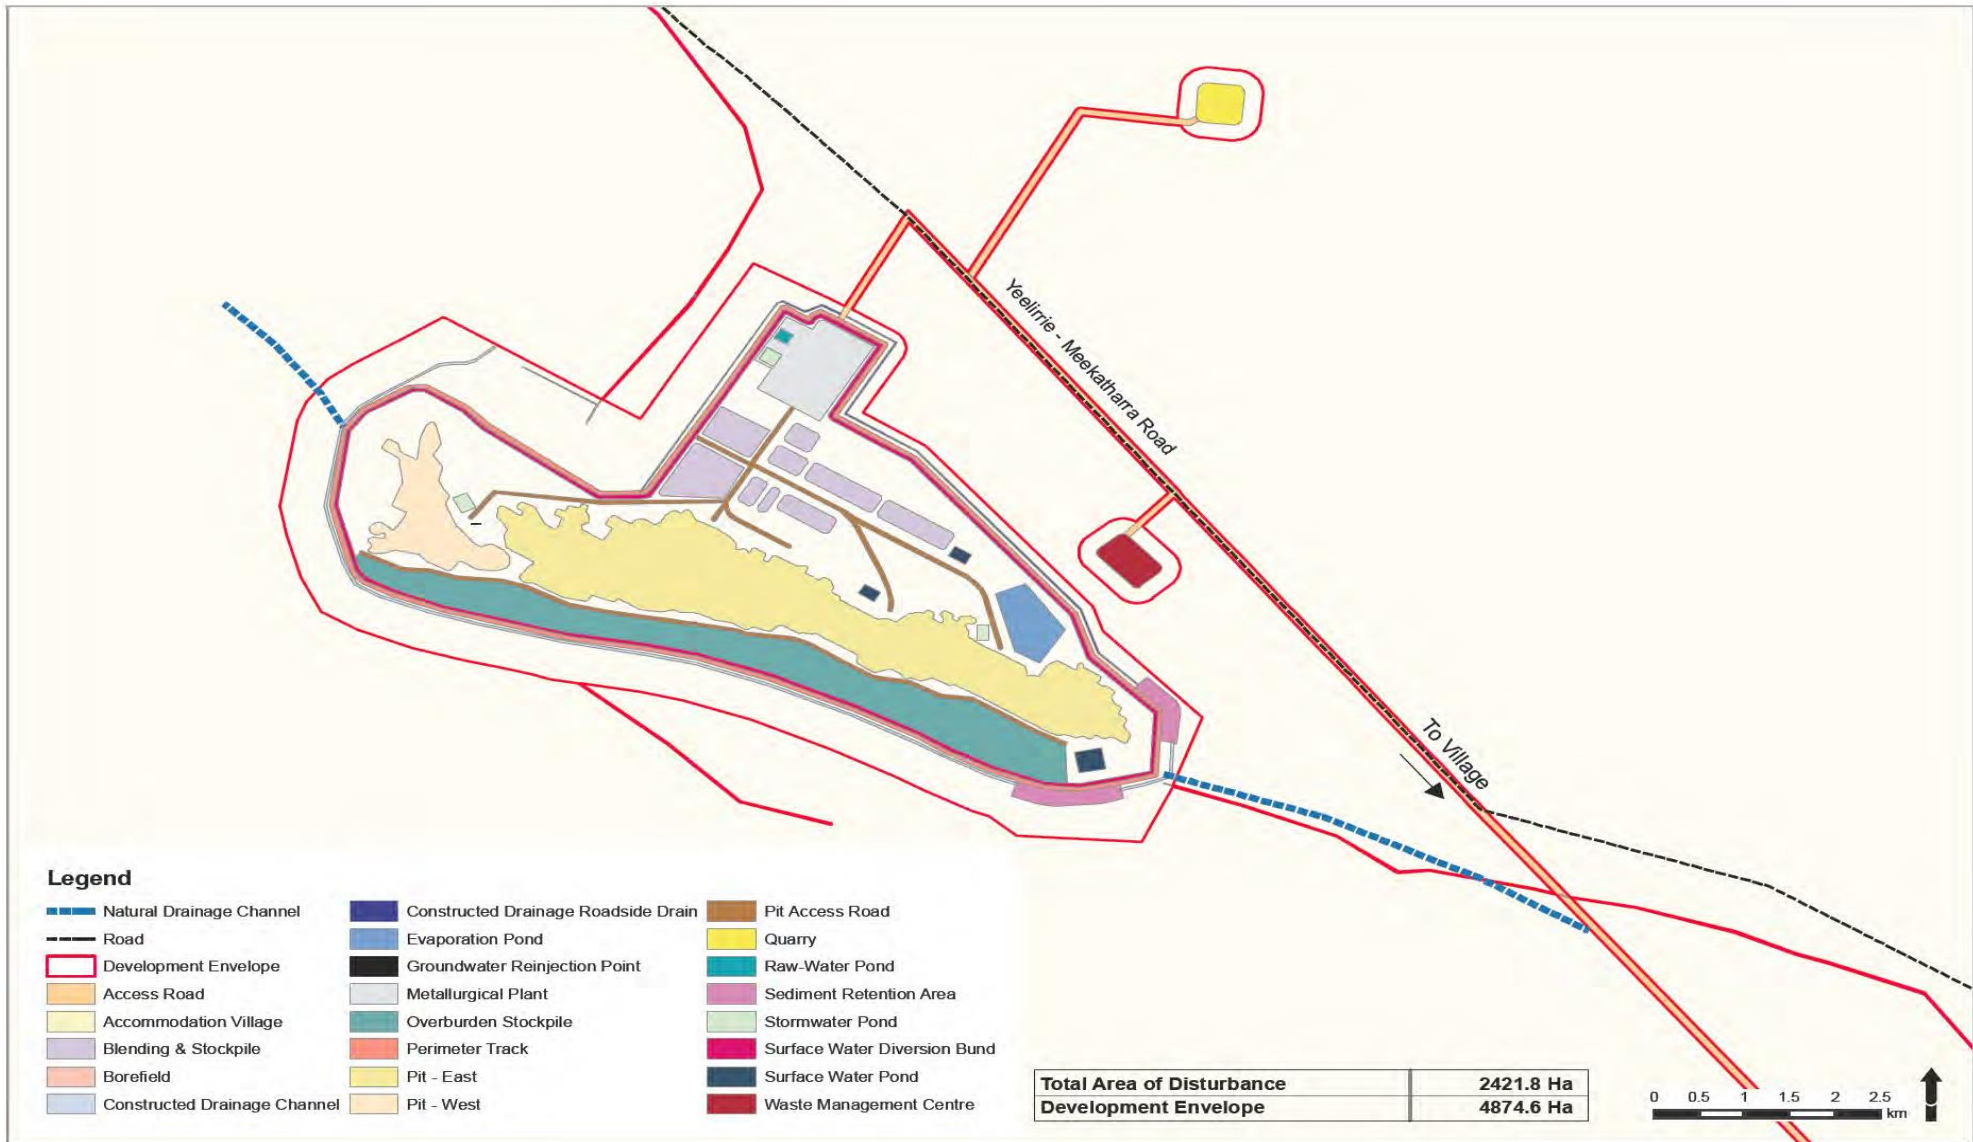 Yeelirrie - Meekatharra Road
To Village
Legend
Natural Drainage Channel
Road
Development Envelope
Access Road
Accommodation Village
Blending & Stockpile
Borefield
Constructed Drainage Channel
Constructed Drainage Roadside Drain
Evaporation Pond
Groundwater Reinjection Point
Metallurgical Plant
Overburden Stockpile
Perimeter Track
Pit - East
Pit - West
Pit Access Road
Quarry
Raw-Water Pond
Sediment Retention Area
Stormwater Pond
Surface Water Diversion Bund
Surface Water Pond
Waste Management Centre
Total Area of Disturbance 2421.8 Ha
Development Envelope 4874.6 Ha
0 0.5 1 1.5 2 2.5
km